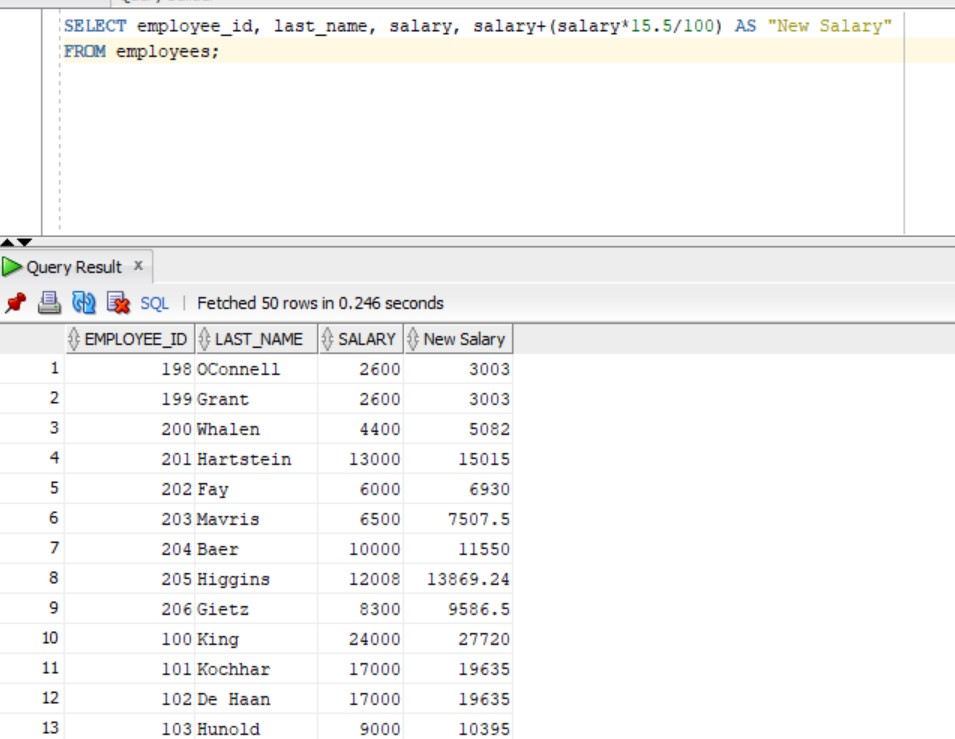 SELECT employee_id, last_name, salary, salary+(salary*15.5/100) AS "New Salary"
FROM employees;
Query Result x
SQL | Fetched 50 rows in 0.246 seconds
EMPLOYEE_ID LAST_NAME SALARY New Salary
1 198 OConnell 2600 3003
2 199 Grant 2600 3003
3 200 Whalen 4400 5082
4 201 Hartstein 13000 15015
5 202 Fay 6000 6930
6 203 Mavris 6500 7507.5
7 204 Baer 10000 11550
8 205 Higgins 12008 13869.24
9 206 Gietz 8300 9586.5
10 100 King 24000 27720
11 101 Kochhar 17000 19635
12 102 De Haan 17000 19635
13 103 Hunold 9000 10395